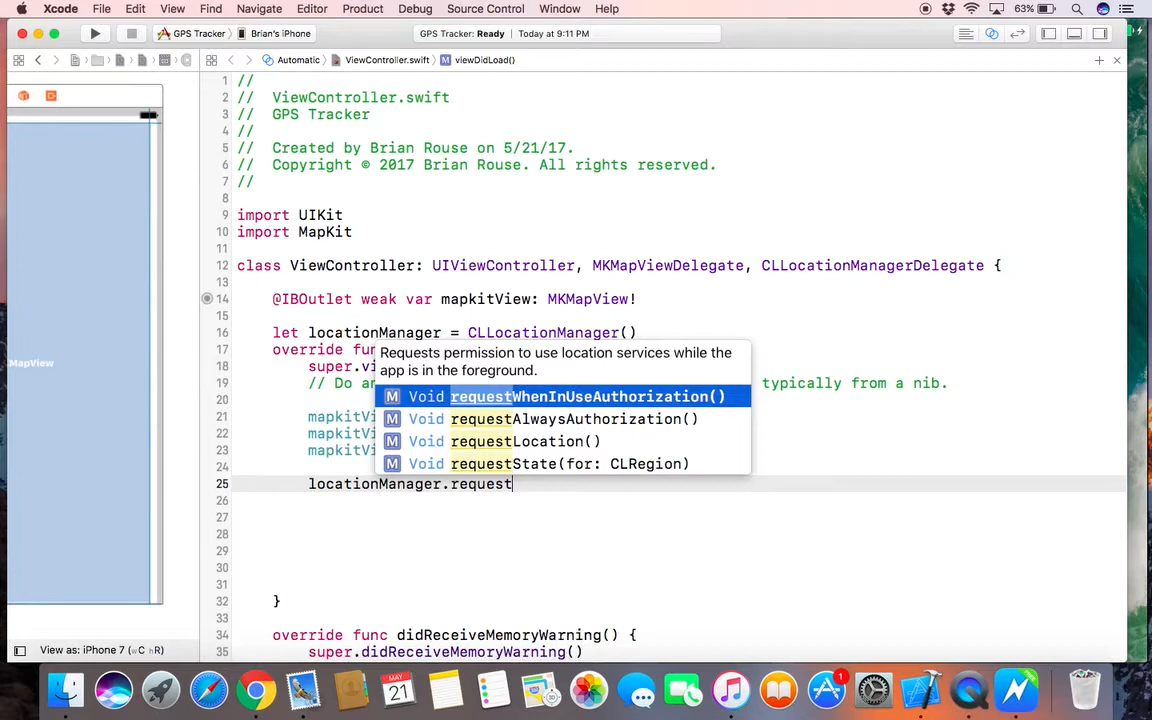 Xcode File Edit View Find Navigate Editor Product Debug Source Control Window Help 63%
GPS Tracker Brian's iPhone GPS Tracker: Ready Today at 9:11 PM
Automatic ViewController.swift M viewDidLoad()
1 //
2 // ViewController.swift
3 // GPS Tracker
4 //
5 // Created by Brian Rouse on 5/21/17.
6 // Copyright © 2017 Brian Rouse. All rights reserved.
7 //
8
9 import UIKit
10 import MapKit
11
12 class ViewController: UIViewController, MKMapViewDelegate, CLLocationManagerDelegate {
13
14 @IBOutlet weak var mapkitView: MKMapView!
15
16 let locationManager = CLLocationManager()
17 override fun
Requests permission to use location services while the
app is in the foreground.
18 super.vi
19 // Do an typically from a nib.
M Void requestWhenInUseAuthorization()
20
21 mapkitVi
M Void requestAlwaysAuthorization()
22 mapkitVi
M Void requestLocation()
23 mapkitVi
M Void requestState(for: CLRegion)
24
25 locationManager.request
26
27
28
29
30
31
32 }
33
34 override func didReceiveMemoryWarning() {
35 super.didReceiveMemoryWarning()
MapView
View as: iPhone 7 (wC hR)
MAY
21
1